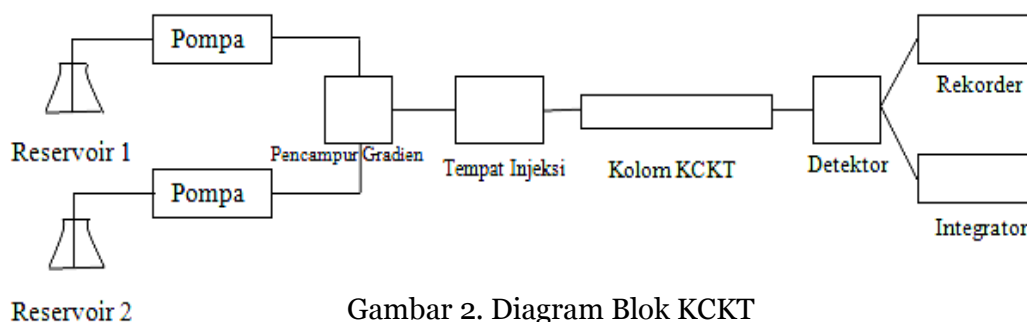 Pompa
Reservoir 1
Pencampur Gradien
Tempat Injeksi
Kolom KCKT
Detektor
Rekorder
Integrator
Pompa
Reservoir 2
Gambar 2. Diagram Blok KCKT